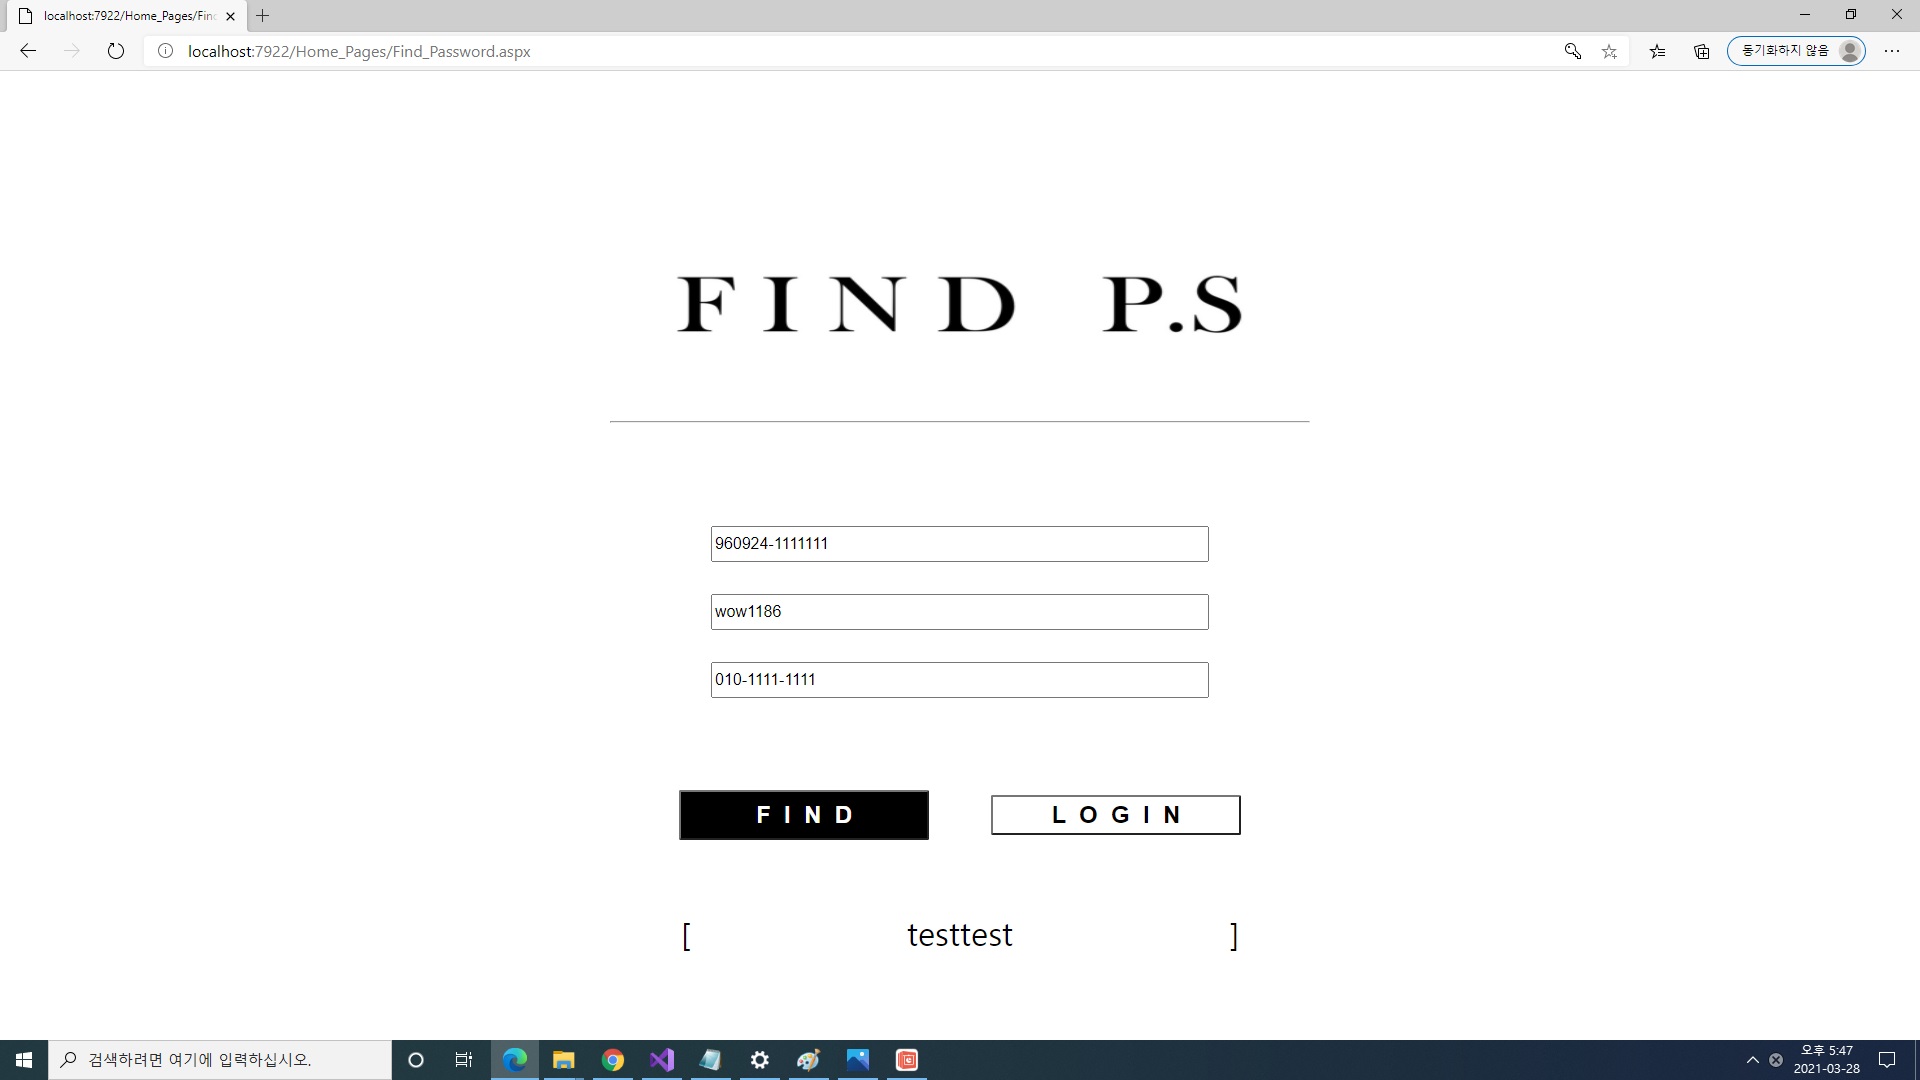 localhost:7922/Home_Pages/Fin
localhost:7922/Home_Pages/Find_Password.aspx
동기화하지 않음
FIND P.S
960924-1111111
wow1186
010-1111-1111
FIND
LOGIN
[ testtest ]
검색하려면 여기에 입력하십시오.
오후 5:47
2021-03-28